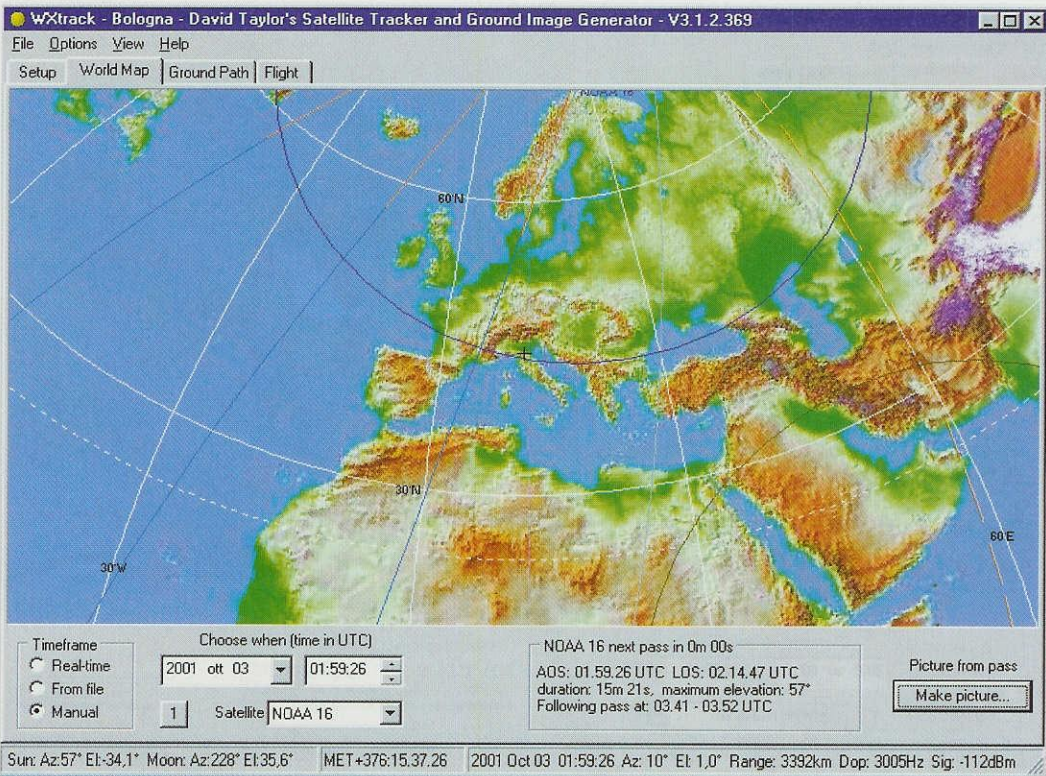 WXtrack - Bologna - David Taylor's Satellite Tracker and Ground Image Generator - V3.1.2.369
File Options View Help
Setup World Map Ground Path Flight
NOAA 16
60'N
30'N
60'E
30'W
Timeframe
Real-time
From file
Manual
Choose when (time in UTC)
2001 ott 03 01:59:26
1 Satellite NOAA 16
NOAA 16 next pass in 0m 00s
AOS: 01.59.26 UTC LOS: 02.14.47 UTC
duration: 15m 21s, maximum elevation: 57°
Following pass at: 03.41 - 03.52 UTC
Picture from pass
Make picture...
Sun: Az:57° El:-34,1° Moon: Az:228° El:35,6° MET+376:15.37.26 2001 Oct 03 01:59:26 Az: 10° El: 1,0° Range: 3392km Dop: 3005Hz Sig: -112dBm